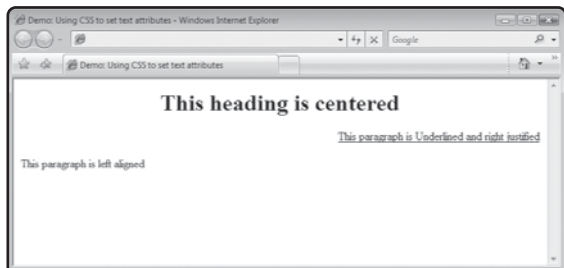 Demo: Using CSS to set text attributes - Windows Internet Explorer
Google
Demo: Using CSS to set text attributes
This heading is centered
This paragraph is Underlined and right justified
This paragraph is left aligned